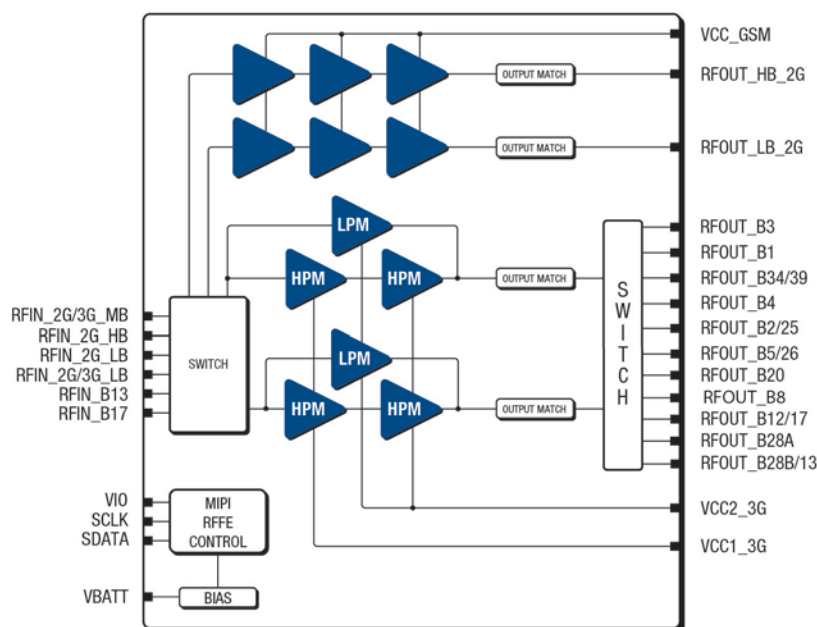 VCC_GSM
OUTPUT MATCH
RFOUT_HB_2G
OUTPUT MATCH
RFOUT_LB_2G
LPM
HPM
HPM
OUTPUT MATCH
LPM
HPM
HPM
OUTPUT MATCH
SWITCH
RFOUT_B3
RFOUT_B1
RFOUT_B34/39
RFOUT_B4
RFOUT_B2/25
RFOUT_B5/26
RFOUT_B20
RFOUT_B8
RFOUT_B12/17
RFOUT_B28A
RFOUT_B28B/13
RFIN_2G/3G_MB
RFIN_2G_HB
RFIN_2G_LB
RFIN_2G/3G_LB
RFIN_B13
RFIN_B17
SWITCH
VIO
SCLK
SDATA
MIPI
RFFE
CONTROL
VBATT
BIAS
VCC2_3G
VCC1_3G